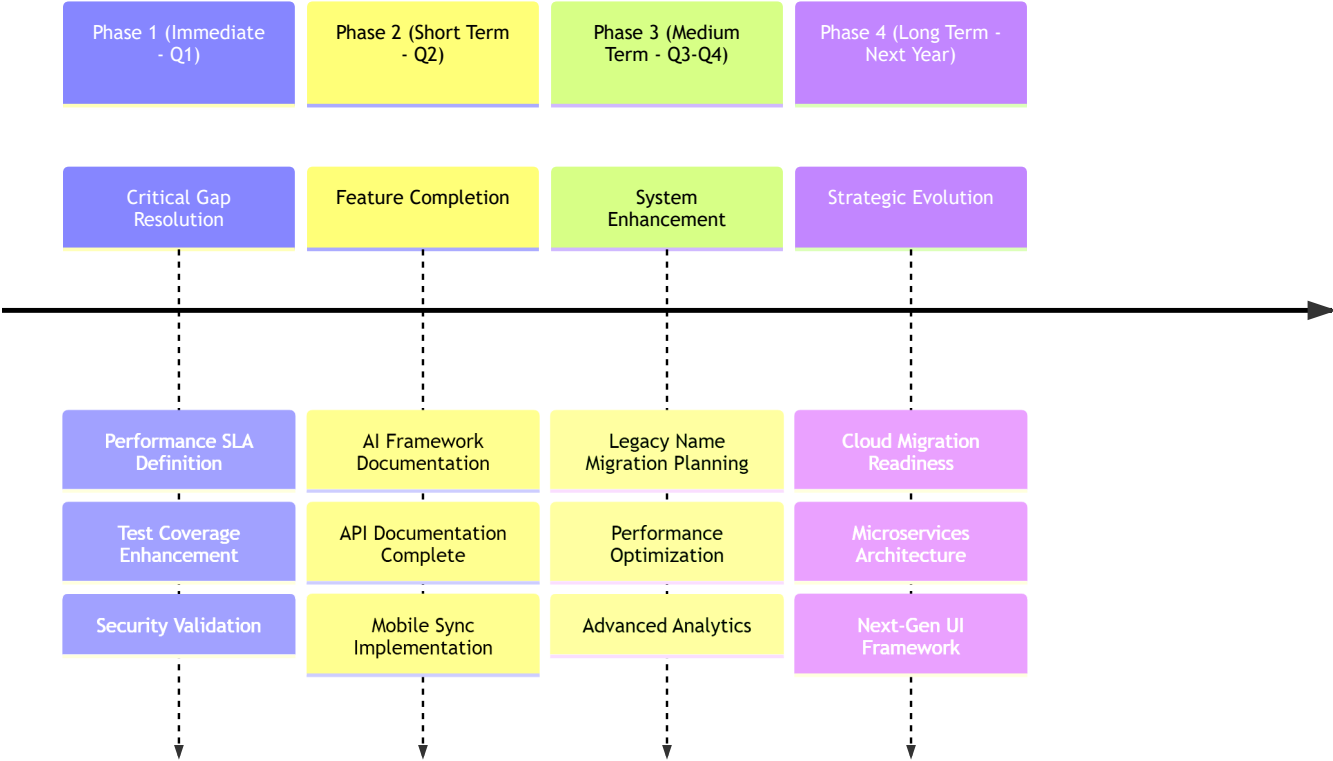 Phase 1 (Immediate
- Q1)
Phase 2 (Short Term
- Q2)
Phase 3 (Medium
Term - Q3-Q4)
Phase 4 (Long Term -
Next Year)
Critical Gap
Resolution
Feature Completion
System
Enhancement
Strategic Evolution
Performance SLA
Definition
Test Coverage
Enhancement
Security Validation
AI Framework
Documentation
API Documentation
Complete
Mobile Sync
Implementation
Legacy Name
Migration Planning
Performance
Optimization
Advanced Analytics
Cloud Migration
Readiness
Microservices
Architecture
Next-Gen UI
Framework